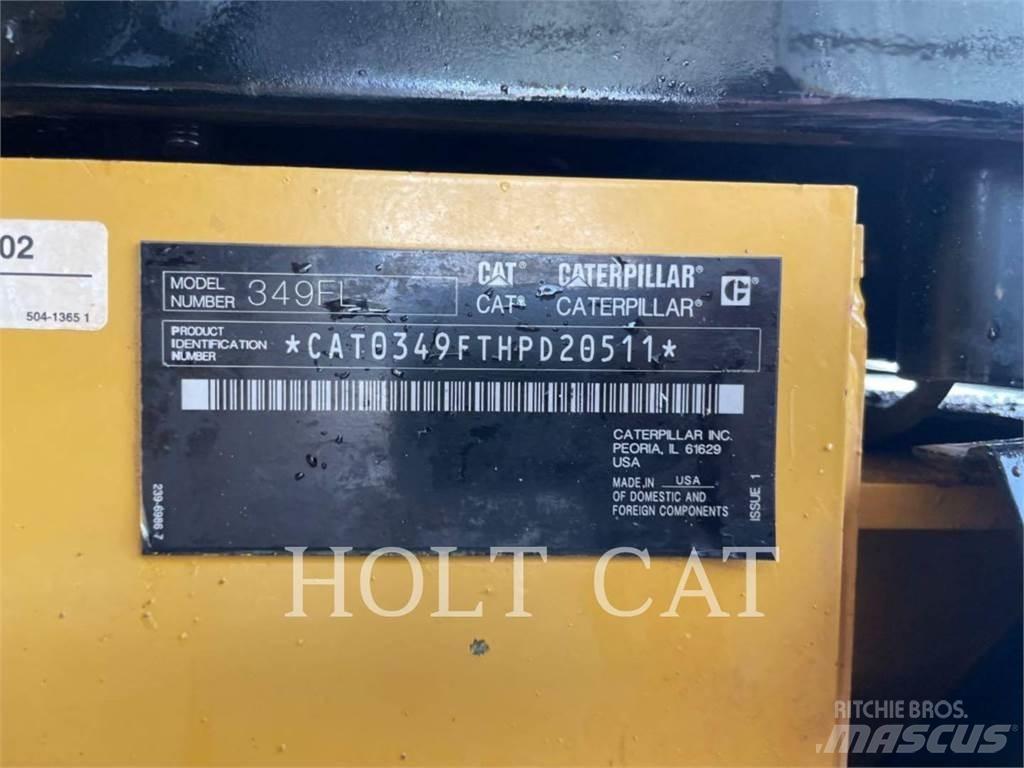 02
504-1365 1
MODEL NUMBER 349FL
CAT® CATERPILLAR®
CAT® CATERPILLAR
PRODUCT IDENTIFICATION NUMBER *CAT0349FTHPD20511*
CATERPILLAR INC.
PEORIA, IL 61629
USA
MADE IN USA
OF DOMESTIC AND
FOREIGN COMPONENTS
ISSUE 1
239-6986 7
HOLT CAT
RITCHIE BROS.
MASCUS